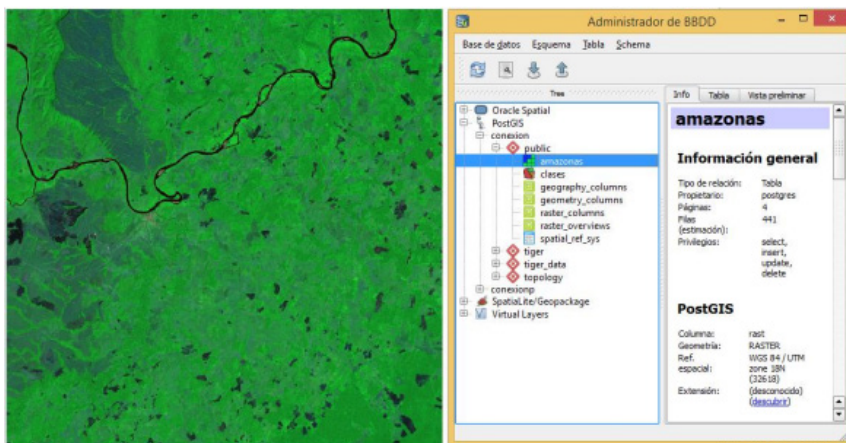 Administrador de BBDD
Base de datos Esquema Tabla Schema
Tree
Oracle Spatial
PostGIS
conexion
public
amazonas
clases
geography_columns
geometry_columns
raster_columns
raster_overviews
spatial_ref_sys
tiger
tiger_data
topology
conexionp
SpatiaLite/Geopackage
Virtual Layers
Info Tabla Vista preliminar
amazonas
Información general
Tipo de relación: Tabla
Propietario: postgres
Páginas: 4
Filas 441
(estimación):
Privilegios: select,
insert,
update,
delete
PostGIS
Columna: rast
Geometría: RASTER
Ref. WGS 84 / UTM
espacial: zone 18N
(32618)
Extensión: (desconocido)
(descubrir)